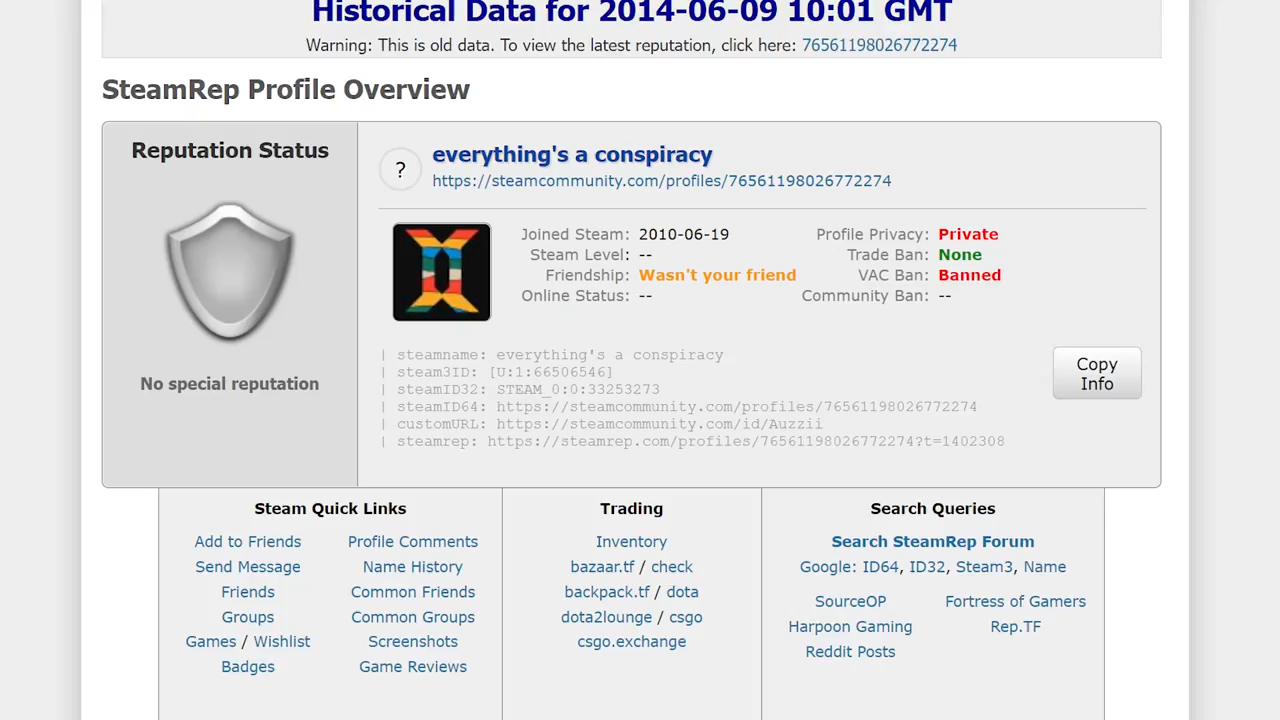 Historical Data for 2014-06-09 10:01 GMT
Warning: This is old data. To view the latest reputation, click here: 76561198026772274
SteamRep Profile Overview
Reputation Status
No special reputation
?
everything's a conspiracy
https://steamcommunity.com/profiles/76561198026772274
Joined Steam: 2010-06-19
Steam Level: --
Friendship: Wasn't your friend
Online Status: --
Profile Privacy: Private
Trade Ban: None
VAC Ban: Banned
Community Ban: --
| steamname: everything's a conspiracy
| steam3ID: [U:1:66506546]
| steamID32: STEAM_0:0:33253273
| steamID64: https://steamcommunity.com/profiles/76561198026772274
| customURL: https://steamcommunity.com/id/Auzzii
| steamrep: https://steamrep.com/profiles/76561198026772274?t=1402308
Copy
Info
Steam Quick Links
Add to Friends
Send Message
Friends
Groups
Games / Wishlist
Badges
Profile Comments
Name History
Common Friends
Common Groups
Screenshots
Game Reviews
Trading
Inventory
bazaar.tf / check
backpack.tf / dota
dota2lounge / csgo
csgo.exchange
Search Queries
Search SteamRep Forum
Google: ID64, ID32, Steam3, Name
SourceOP
Harpoon Gaming
Reddit Posts
Fortress of Gamers
Rep.TF